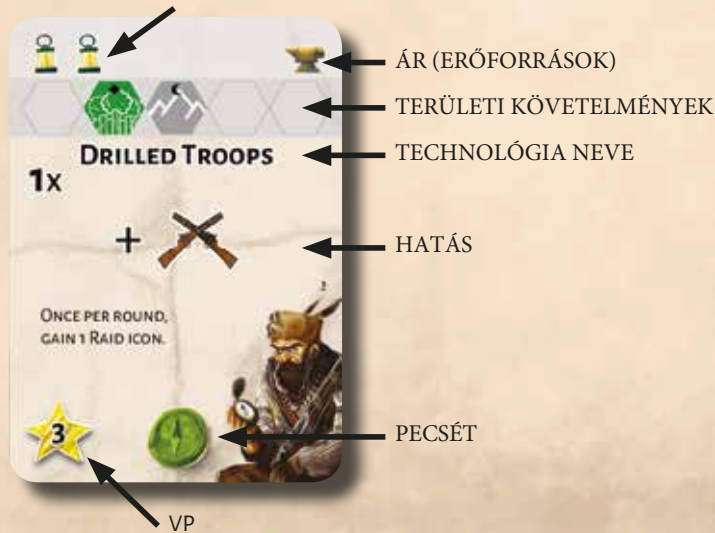 ÁR (ERŐFORRÁSOK)
TERÜLETI KÖVETELMÉNYEK
DRILLED TROOPS
TECHNOLÓGIA NEVE
1X
+
HATÁS
2
ONCE PER ROUND,
GAIN 1 RAID ICON.
3
PECSÉT
VP